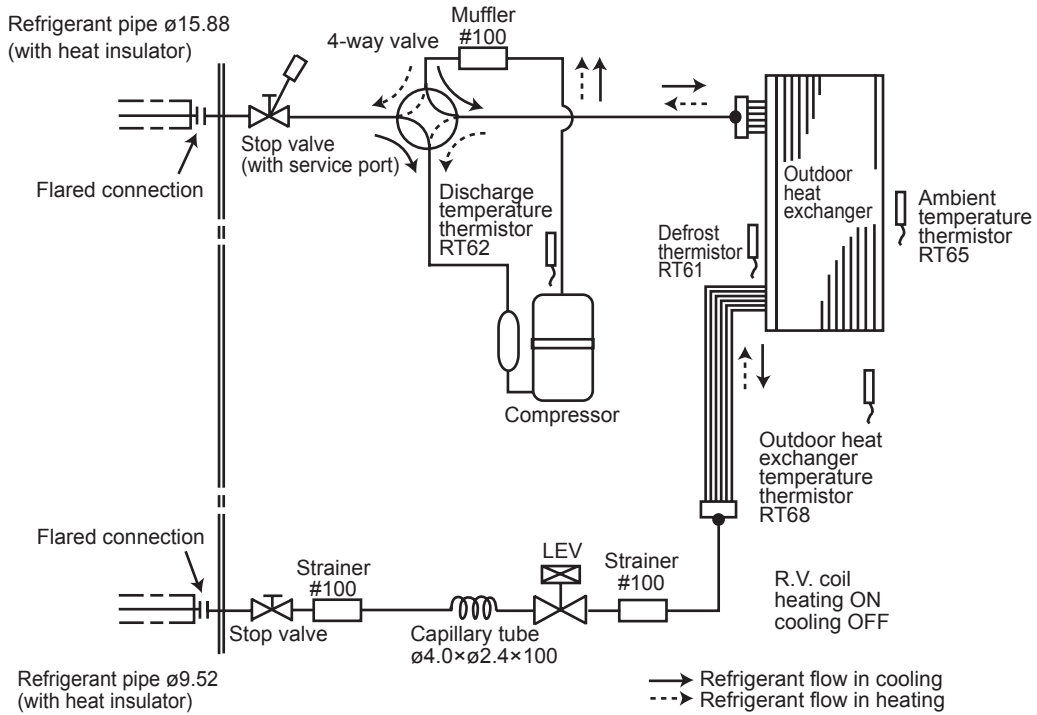 Refrigerant pipe ø15.88
(with heat insulator)
4-way valve
Muffler
#100
Stop valve
(with service port)
Flared connection
Discharge
temperature
thermistor
RT62
Outdoor
heat
exchanger
Ambient
temperature
thermistor
RT65
Defrost
thermistor
RT61
Compressor
Outdoor heat
exchanger
temperature
thermistor
RT68
Flared connection
Strainer
#100
LEV
Strainer
#100
R.V. coil
heating ON
cooling OFF
Stop valve
Capillary tube
ø4.0×ø2.4×100
Refrigerant pipe ø9.52
(with heat insulator)
Refrigerant flow in cooling
Refrigerant flow in heating